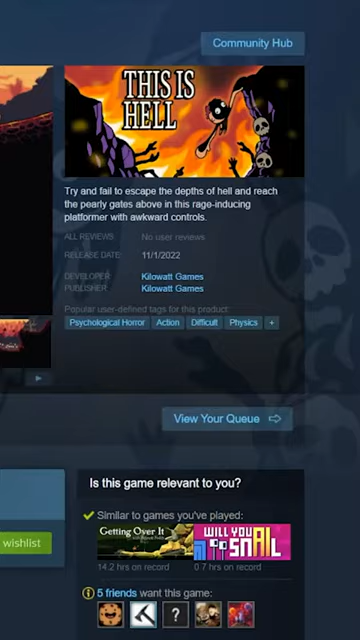 Community Hub
THIS IS
HELL
Try and fail to escape the depths of hell and reach
the pearly gates above in this rage-inducing
platformer with awkward controls.
ALL REVIEWS No user reviews
RELEASE DATE: 11/1/2022
DEVELOPER: Kilowatt Games
PUBLISHER: Kilowatt Games
Popular user-defined tags for this product:
Psychological Horror Action Difficult Physics +
View Your Queue
Is this game relevant to you?
Similar to games you've played:
Getting Over It
WILL YOU
SNAIL
14.2 hrs on record 0.7 hrs on record
wishlist
5 friends want this game:
?